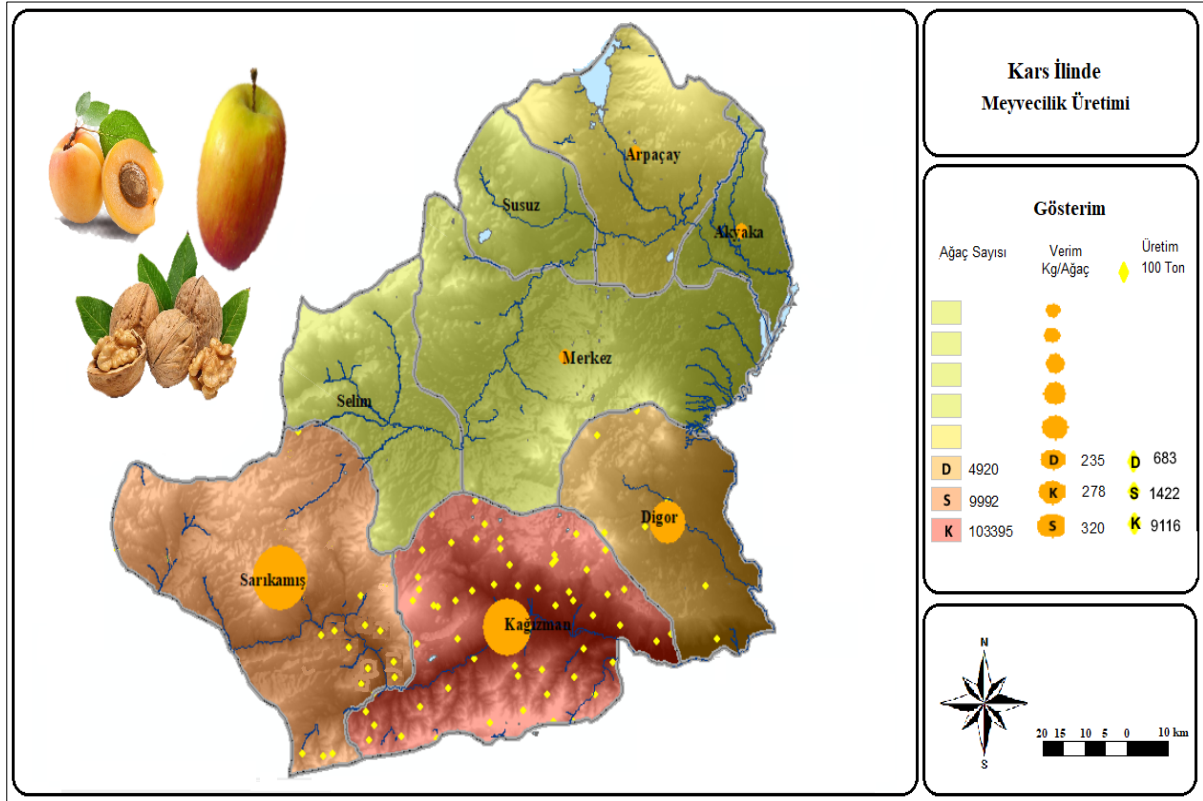 Kars İlinde
Meyvecilik Üretimi
Gösterim
Ağaç Sayısı
Verim
Kg/Ağaç
Üretim
100 Ton
D 4920 D 235 D 683
S 9992 K 278 S 1422
K 103395 S 320 K 9116
Arpaçay
Susuz
Akyaka
Merkez
Selim
Digor
Sarıkamış
Kağızman
N
S
20 15 10 5 0 10 km